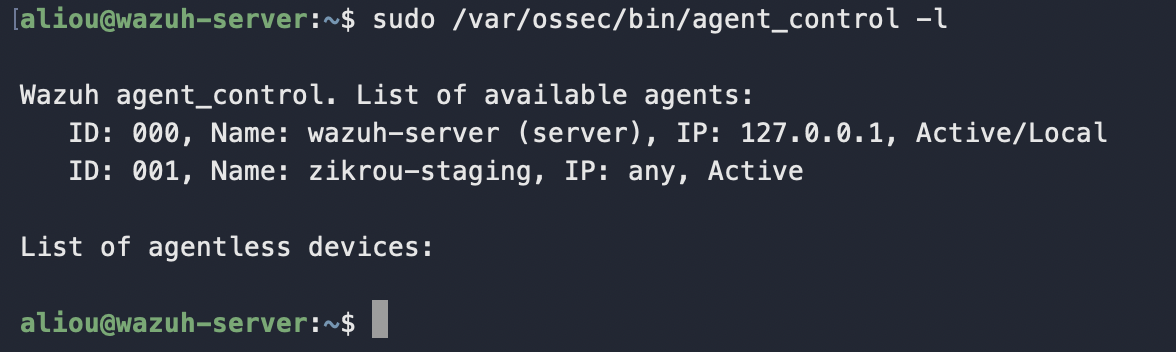 [aliou@wazuh-server:~$ sudo /var/ossec/bin/agent_control -l
Wazuh agent_control. List of available agents:
ID: 000, Name: wazuh-server (server), IP: 127.0.0.1, Active/Local
ID: 001, Name: zikrou-staging, IP: any, Active
List of agentless devices:
aliou@wazuh-server:~$